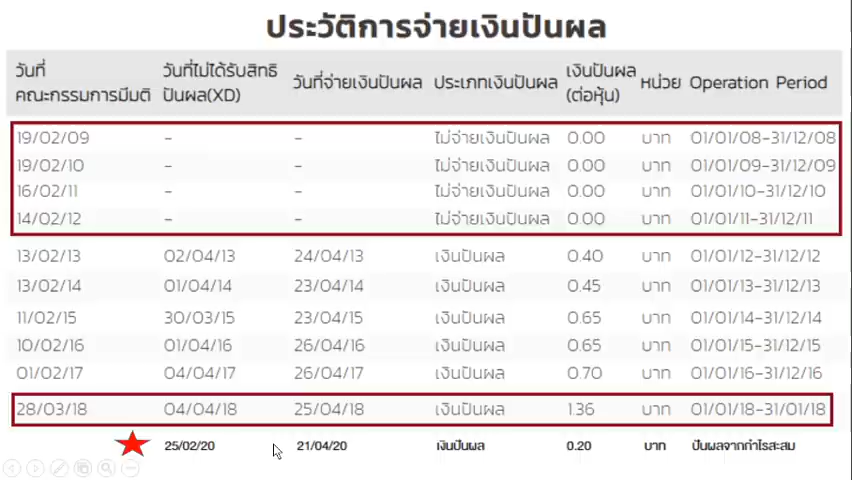 ประวัติการจ่ายเงินปันผล
วันที่คณะกรรมการมีมติ วันที่ไม่ได้รับสิทธิปันผล(XD) วันที่จ่ายเงินปันผล ประเภทเงินปันผล เงินปันผล(ต่อหุ้น) หน่วย Operation Period
19/02/09 - - ไม่จ่ายเงินปันผล 0.00 บาท 01/01/08-31/12/08
19/02/10 - - ไม่จ่ายเงินปันผล 0.00 บาท 01/01/09-31/12/09
16/02/11 - - ไม่จ่ายเงินปันผล 0.00 บาท 01/01/10-31/12/10
14/02/12 - - ไม่จ่ายเงินปันผล 0.00 บาท 01/01/11-31/12/11
13/02/13 02/04/13 24/04/13 เงินปันผล 0.40 บาท 01/01/12-31/12/12
13/02/14 01/04/14 23/04/14 เงินปันผล 0.45 บาท 01/01/13-31/12/13
11/02/15 30/03/15 23/04/15 เงินปันผล 0.65 บาท 01/01/14-31/12/14
10/02/16 01/04/16 26/04/16 เงินปันผล 0.65 บาท 01/01/15-31/12/15
01/02/17 04/04/17 26/04/17 เงินปันผล 0.70 บาท 01/01/16-31/12/16
28/03/18 04/04/18 25/04/18 เงินปันผล 1.36 บาท 01/01/18-31/01/18
25/02/20 21/04/20 เงินปันผล 0.20 บาท ปันผลจากกำไรสะสม